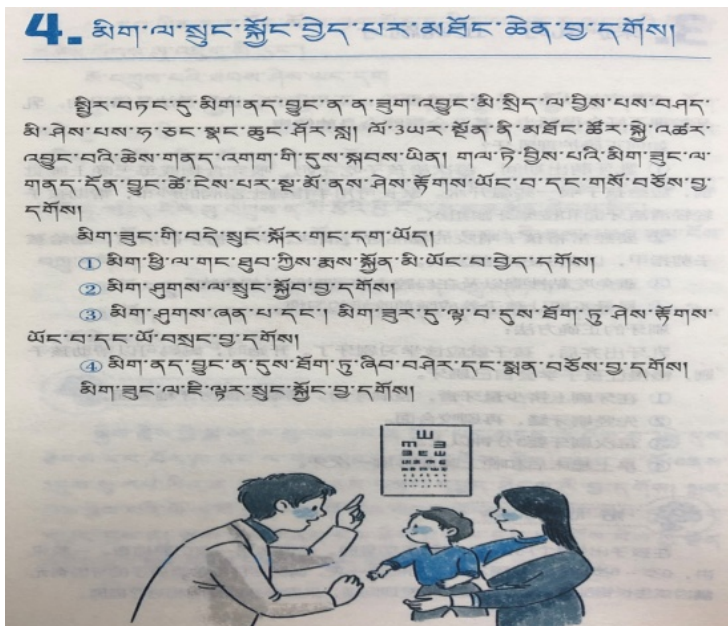 4. མིག་ལ་སྲུང་སྐྱོང་བྱེད་པར་མཐོང་ཆེན་བྱ་དགོས།
སྤྱིར་བཏང་དུ་མིག་ནད་བྱུང་ན་ན་ཟུག་འབྱུང་མི་སྲིད་ལ་བྱིས་པས་བཤད་
མི་ཤེས་པས་ཧ་ཅང་སྣང་ཆུང་ཤོར་སླ། ལོ་3ཡར་སྔོན་ནི་མཐོང་ཚོར་སྐྱེ་འཚར་
འབྱུང་བའི་ཆེས་གནད་འགག་གི་དུས་སྐབས་ཡིན། གལ་ཏེ་བྱིས་པའི་མིག་ཟུང་ལ་
གནད་དོན་བྱུང་ཚེ་ངེས་པར་སྔ་མོ་ནས་ཤེས་རྟོགས་ཡོང་བ་དང་གསོ་བཅོས་བྱ་
དགོས།
མིག་ཟུང་གི་བདེ་སྲུང་སྐོར་གང་དག་ཡོད།
① མིག་ཕྱི་ལ་གང་ཐུབ་ཀྱིས་རྨས་སྐྱོན་མི་ཡོང་བ་བྱེད་དགོས།
② མིག་ཤུགས་ལ་སྲུང་སྐྱོབ་བྱ་དགོས།
③ མིག་ཤུགས་ཞན་པ་དང་། མིག་ཟུར་དུ་ལྟ་བ་དུས་ཐོག་ཏུ་ཤེས་རྟོགས་
ཡོང་བ་དང་ཡོ་བསྲང་བྱ་དགོས།
④ མིག་ནད་བྱུང་ན་དུས་ཐོག་ཏུ་ཞིབ་བཤེར་དང་སྨན་བཅོས་བྱ་དགོས།
མིག་ཟུང་ལ་ཇི་ལྟར་སྲུང་སྐྱོང་བྱ་དགོས།